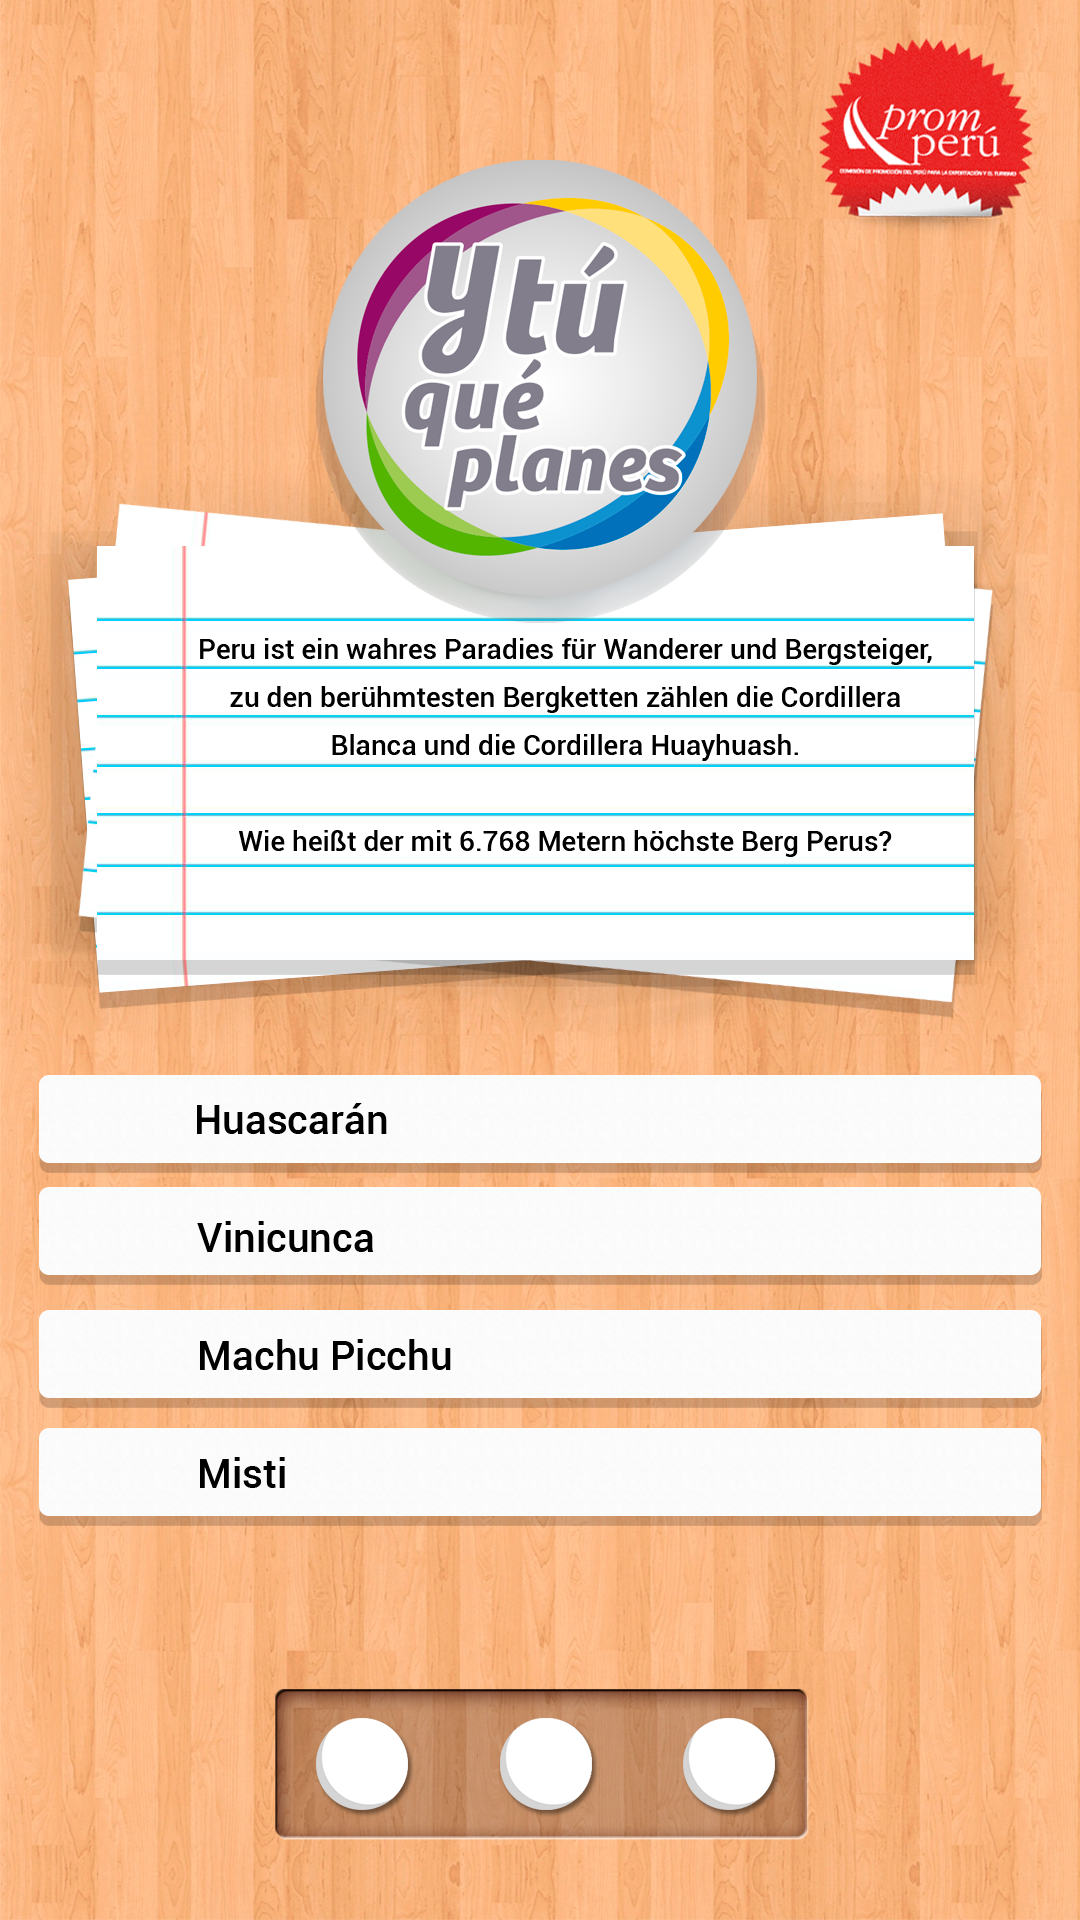 prom
perú
COMISIÓN DE PROMOCIÓN DEL PERÚ PARA LA EXPORTACIÓN Y EL TURISMO
Y tú
qué
planes
Peru ist ein wahres Paradies für Wanderer und Bergsteiger,
zu den berühmtesten Bergketten zählen die Cordillera
Blanca und die Cordillera Huayhuash.
Wie heißt der mit 6.768 Metern höchste Berg Perus?
Huascarán
Vinicunca
Machu Picchu
Misti